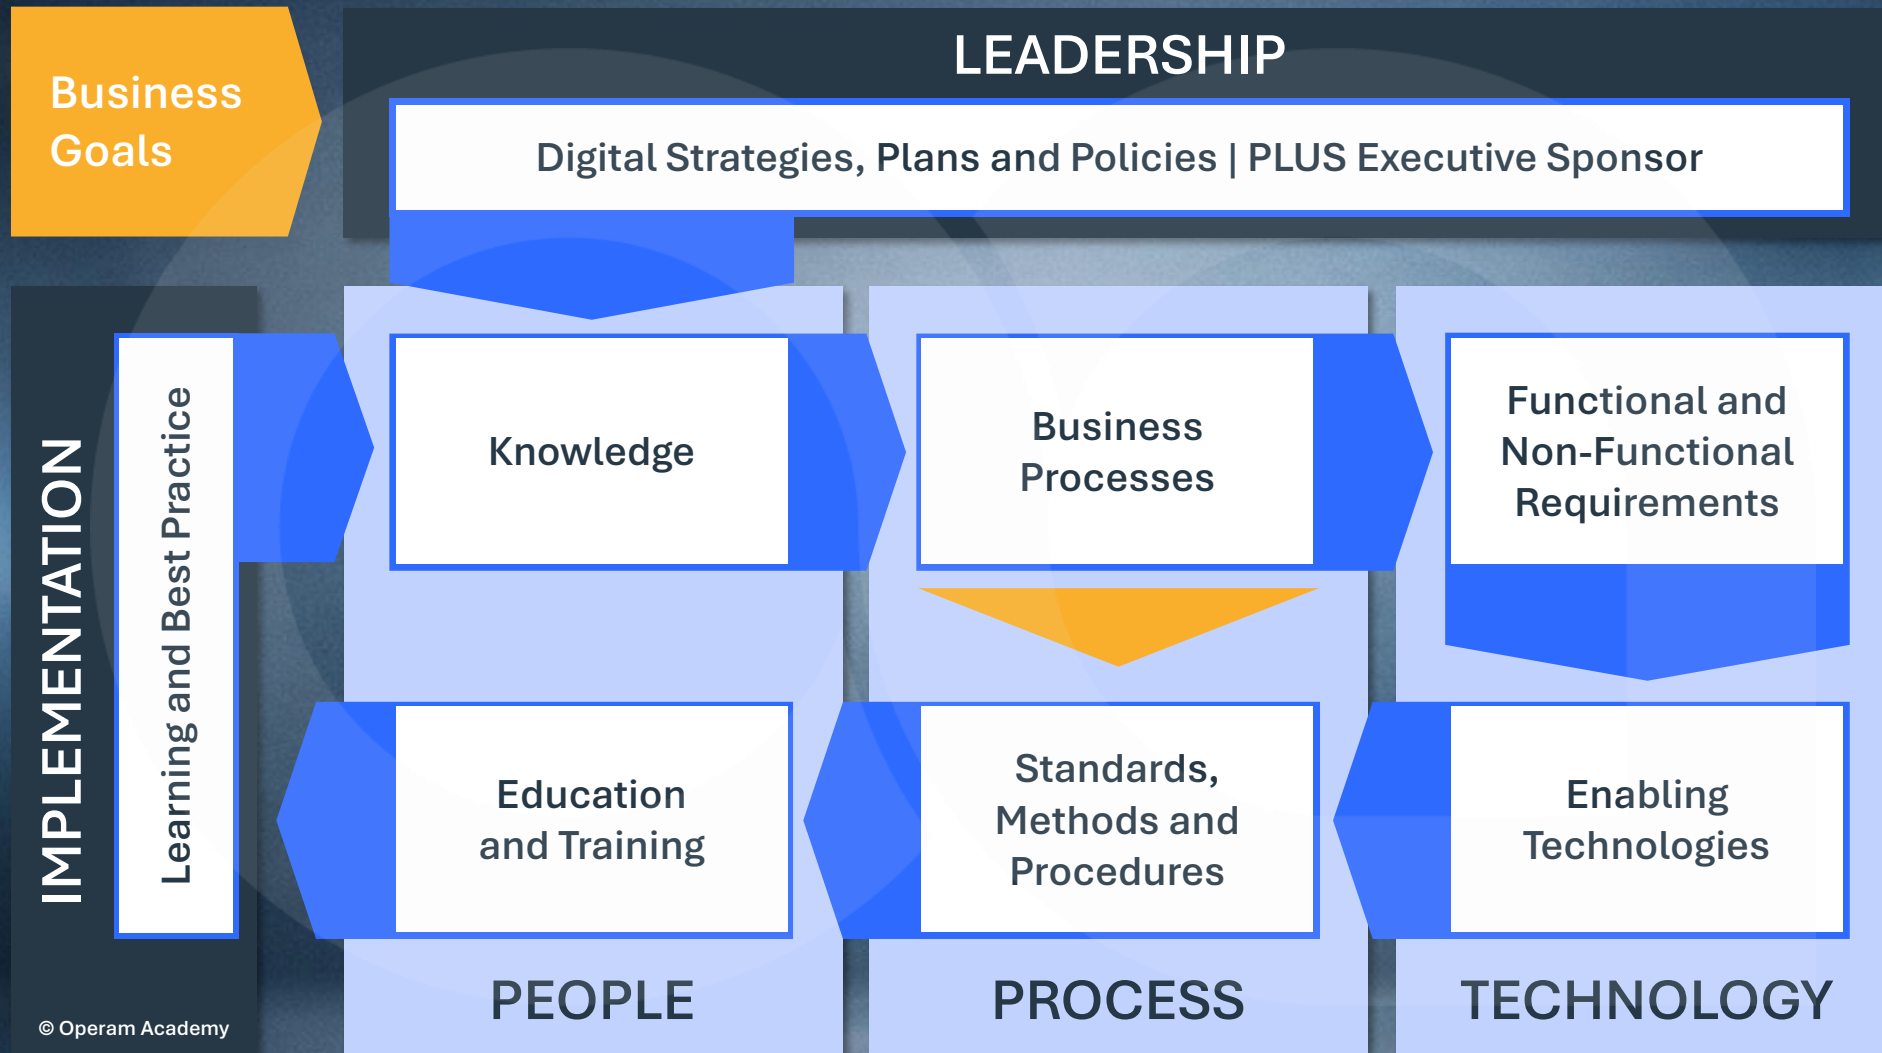 Business
Goals
LEADERSHIP
Digital Strategies, Plans and Policies | PLUS Executive Sponsor
IMPLEMENTATION
Learning and Best Practice
Knowledge
Business
Processes
Functional and
Non-Functional
Requirements
Education
and Training
Standards,
Methods and
Procedures
Enabling
Technologies
PEOPLE
PROCESS
TECHNOLOGY
© Operam Academy